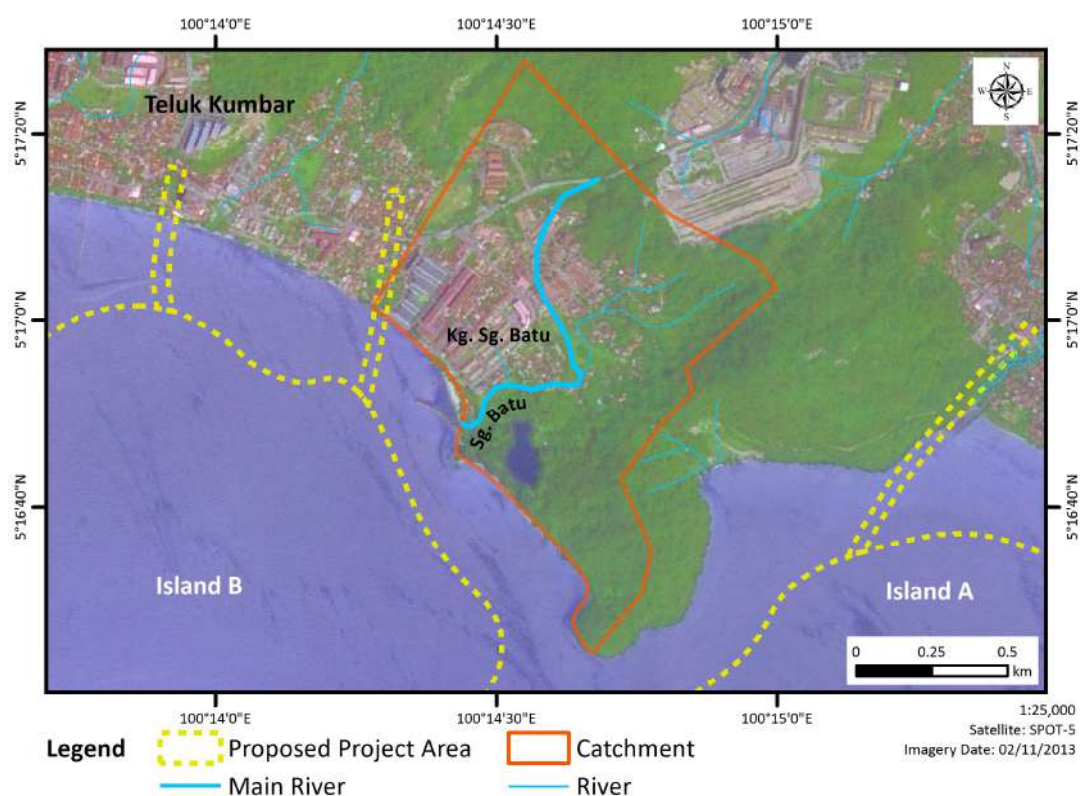 100°14'0"E
100°14'30"E
100°15'0"E
N
W E
S
Teluk Kumbar
5°17'20"N
5°17'20"N
5°17'0"N
5°17'0"N
Kg. Sg. Batu
Sg. Batu
5°16'40"N
5°16'40"N
Island B
Island A
0 0.25 0.5
km
100°14'0"E
100°14'30"E
100°15'0"E
1:25,000
Satellite: SPOT-5
Imagery Date: 02/11/2013
Legend
Proposed Project Area
Catchment
Main River
River